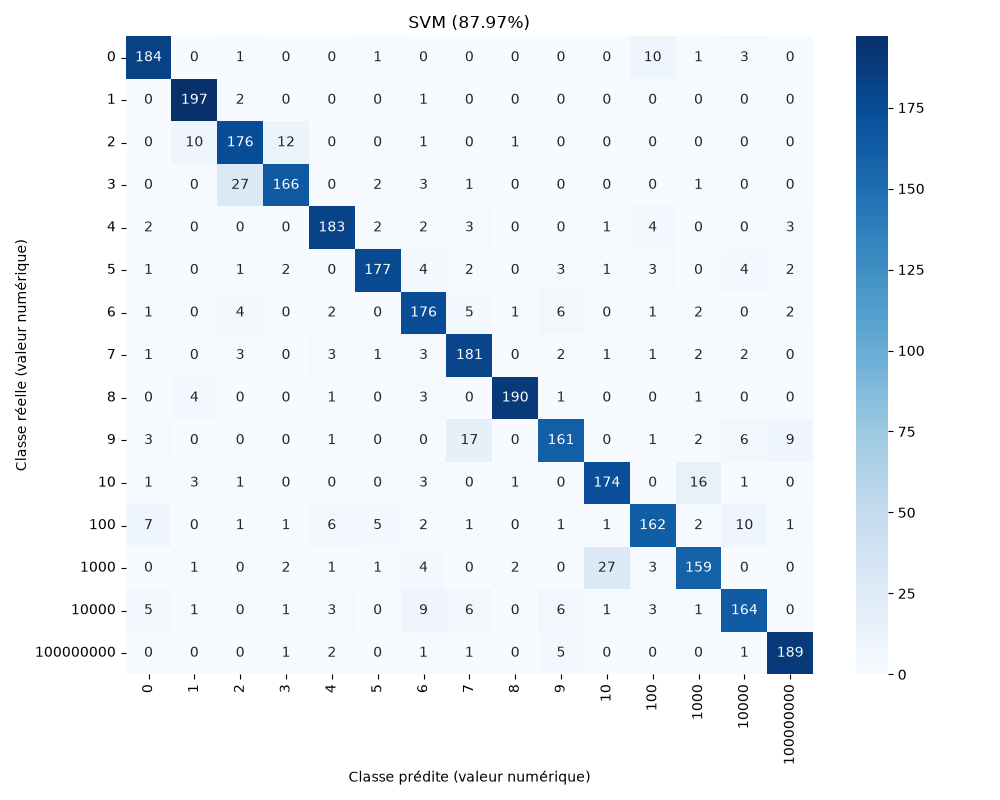 SVM (87.97%)
0 184 0 1 0 0 1 0 0 0 0 0 10 1 3 0
1 0 197 2 0 0 0 1 0 0 0 0 0 0 0 0
2 0 10 176 12 0 0 1 0 1 0 0 0 0 0 0
3 0 0 27 166 0 2 3 1 0 0 0 0 1 0 0
4 2 0 0 0 183 2 2 3 0 0 1 4 0 0 3
5 1 0 1 2 0 177 4 2 0 3 1 3 0 4 2
6 1 0 4 0 2 0 176 5 1 6 0 1 2 0 2
7 1 0 3 0 3 1 3 181 0 2 1 1 2 2 0
8 0 4 0 0 1 0 3 0 190 1 0 0 1 0 0
9 3 0 0 0 1 0 0 17 0 161 0 1 2 6 9
10 1 3 1 0 0 0 3 0 1 0 174 0 16 1 0
100 7 0 1 1 6 5 2 1 0 1 1 162 2 10 1
1000 0 1 0 2 1 1 4 0 2 0 27 3 159 0 0
10000 5 1 0 1 3 0 9 6 0 6 1 3 1 164 0
100000000 0 0 0 1 2 0 1 1 0 5 0 0 0 1 189
0 1 2 3 4 5 6 7 8 9 10 100 1000 10000 100000000
Classe prédite (valeur numérique)
Classe réelle (valeur numérique)
175
150
125
100
75
50
25
0